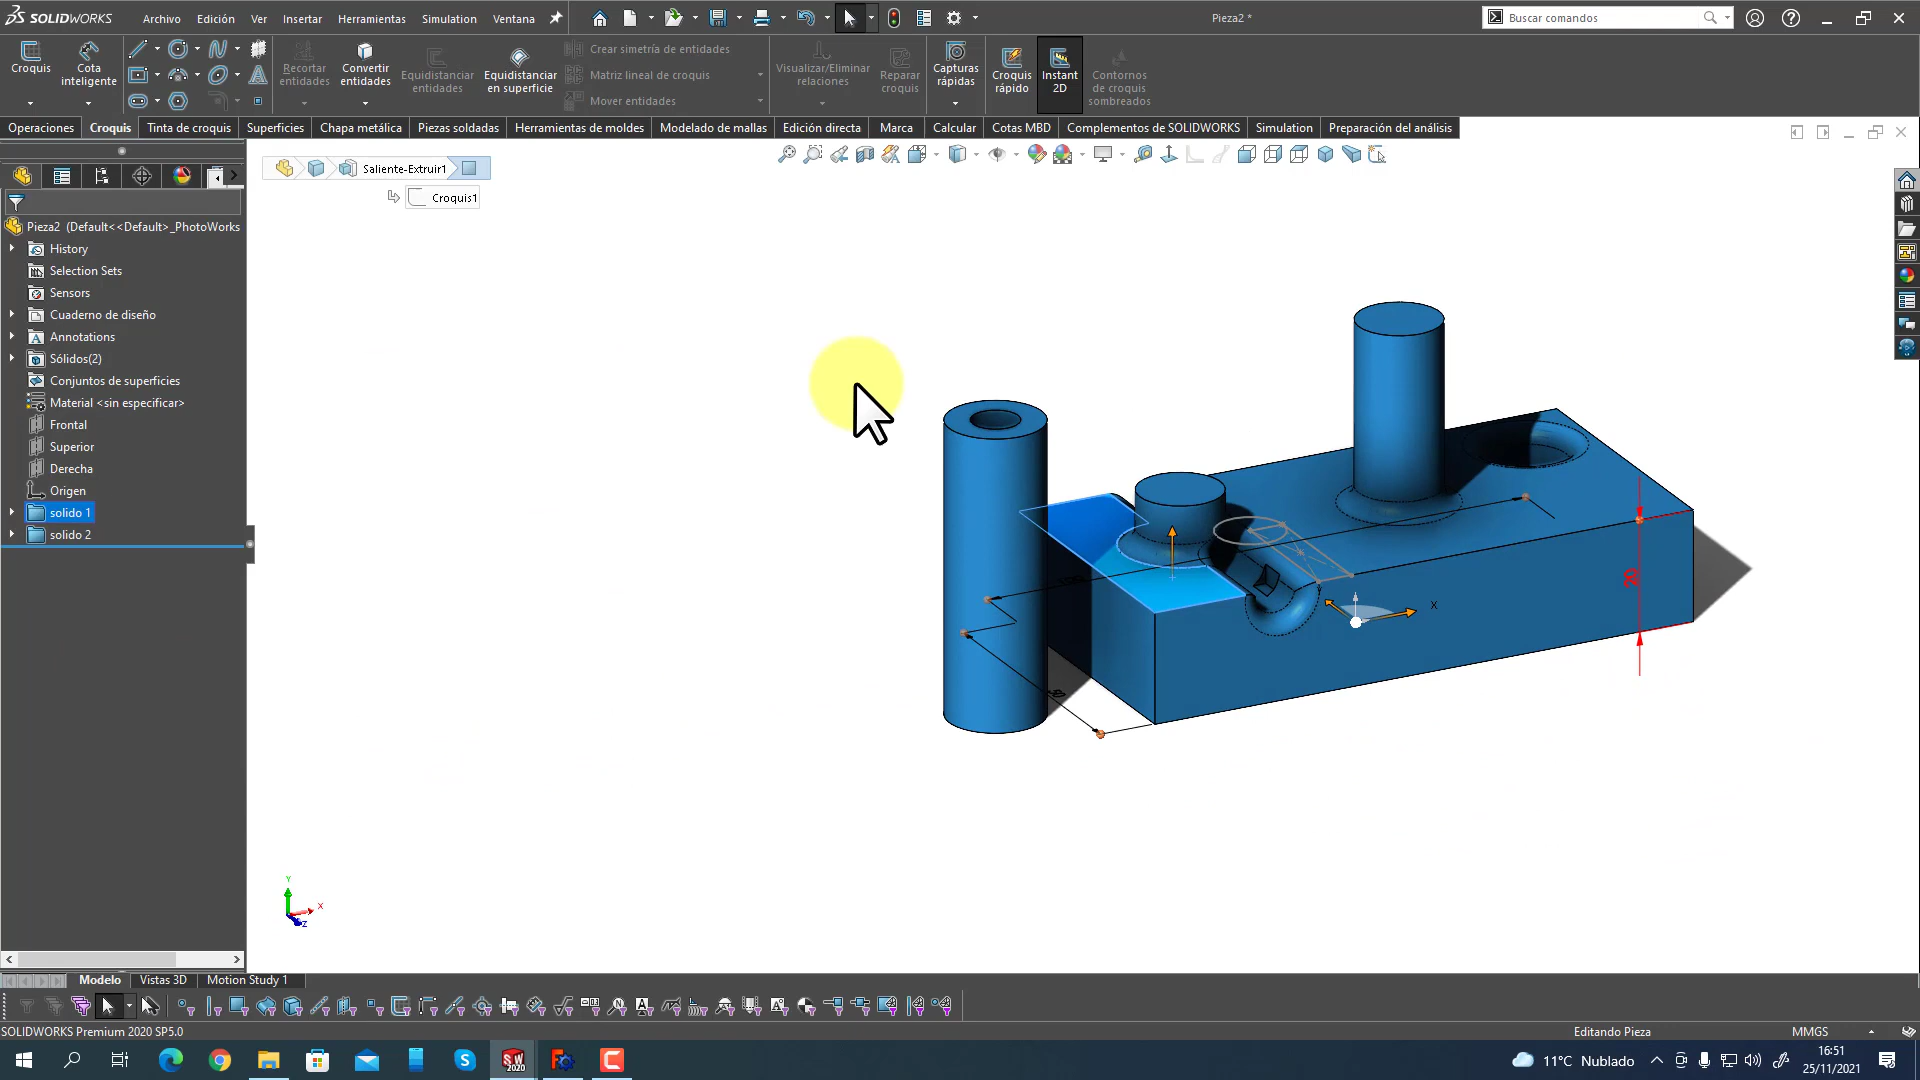 SOLIDWORKS
Archivo
Edición
Ver
Insertar
Herramientas
Simulation
Ventana
Pieza2 *
Buscar comandos
Croquis
Cota inteligente
Recortar entidades
Convertir entidades
Equidistanciar entidades
Equidistanciar en superficie
Crear simetría de entidades
Matriz lineal de croquis
Mover entidades
Visualizar/Eliminar relaciones
Reparar croquis
Capturas rápidas
Croquis rápido
Instant 2D
Contornos de croquis sombreados
Operaciones
Croquis
Tinta de croquis
Superficies
Chapa metálica
Piezas soldadas
Herramientas de moldes
Modelado de mallas
Edición directa
Marca
Calcular
Cotas MBD
Complementos de SOLIDWORKS
Simulation
Preparación del análisis
Saliente-Extruir1
Croquis1
Pieza2 (Default<<Default>_PhotoWorks
History
Selection Sets
Sensors
Cuaderno de diseño
Annotations
Sólidos(2)
Conjuntos de superficies
Material <sin especificar>
Frontal
Superior
Derecha
Origen
solido 1
solido 2
20
X
Y
X
Z
Modelo
Vistas 3D
Motion Study 1
SOLIDWORKS Premium 2020 SP5.0
Editando Pieza
MMGS
11°C Nublado
16:51
25/11/2021